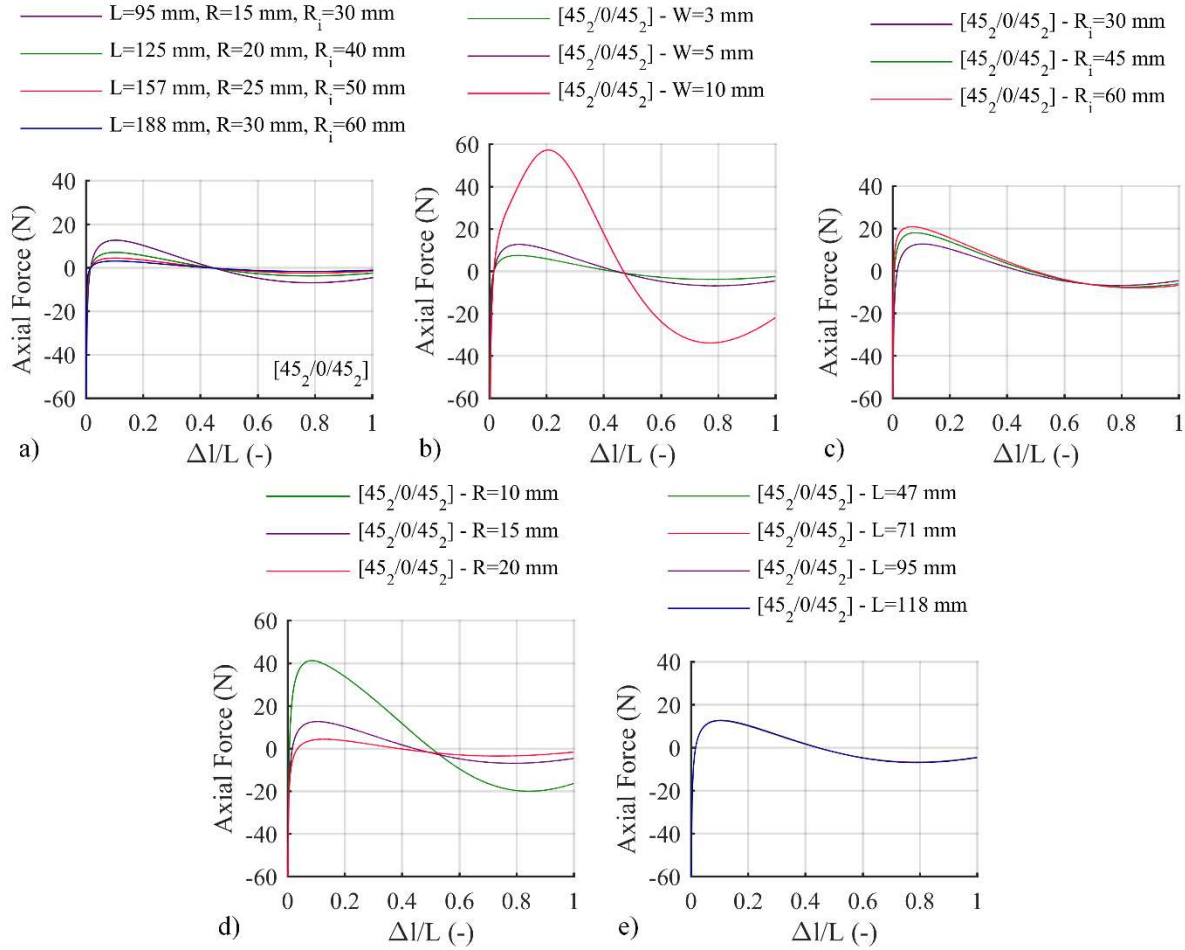 L=95 mm, R=15 mm, R_i=30 mm
L=125 mm, R=20 mm, R_i=40 mm
L=157 mm, R=25 mm, R_i=50 mm
L=188 mm, R=30 mm, R_i=60 mm
40
20
0
-20
-40
-60
Axial Force (N)
[45_2/0/45_2]
0 0.2 0.4 0.6 0.8 1
a)
Δl/L (-)
[45_2/0/45_2] - W=3 mm
[45_2/0/45_2] - W=5 mm
[45_2/0/45_2] - W=10 mm
60
40
20
0
-20
-40
-60
Axial Force (N)
0 0.2 0.4 0.6 0.8 1
b)
Δl/L (-)
[45_2/0/45_2] - R_i=30 mm
[45_2/0/45_2] - R_i=45 mm
[45_2/0/45_2] - R_i=60 mm
40
20
0
-20
-40
-60
Axial Force (N)
0 0.2 0.4 0.6 0.8 1
c)
Δl/L (-)
[45_2/0/45_2] - R=10 mm
[45_2/0/45_2] - R=15 mm
[45_2/0/45_2] - R=20 mm
60
40
20
0
-20
-40
-60
Axial Force (N)
0 0.2 0.4 0.6 0.8 1
d)
Δl/L (-)
[45_2/0/45_2] - L=47 mm
[45_2/0/45_2] - L=71 mm
[45_2/0/45_2] - L=95 mm
[45_2/0/45_2] - L=118 mm
40
20
0
-20
-40
-60
Axial Force (N)
0 0.2 0.4 0.6 0.8 1
e)
Δl/L (-)